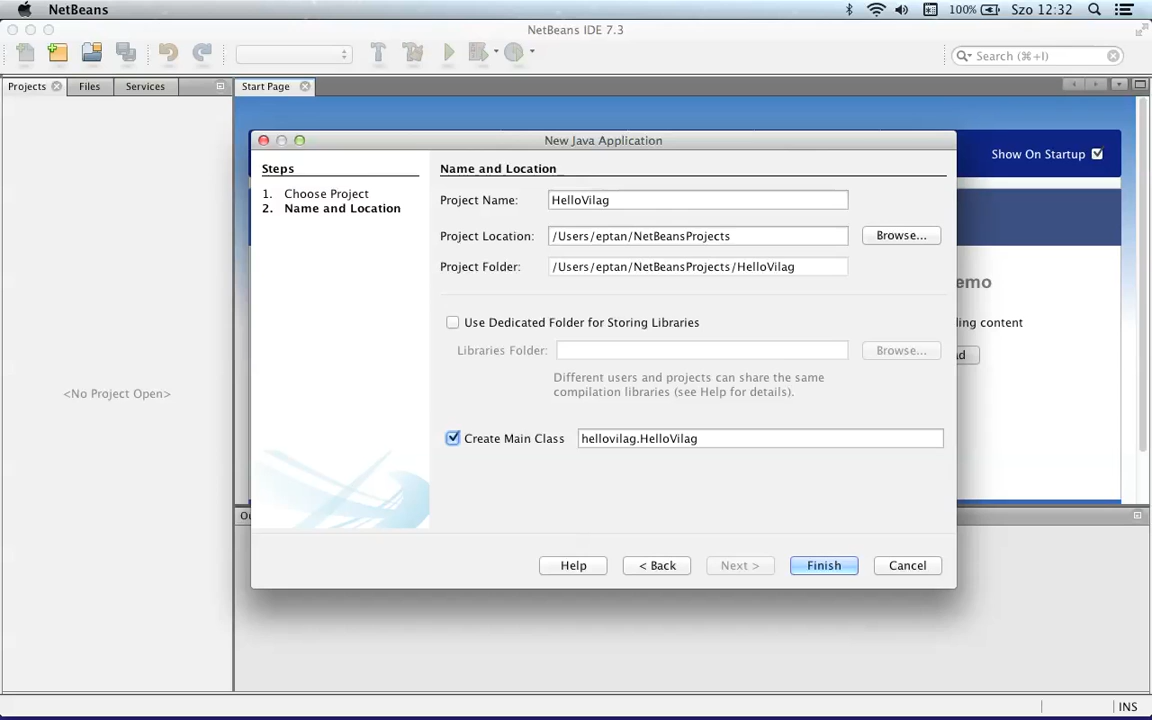 NetBeans 100% Szo 12:32
NetBeans IDE 7.3
Search (⌘+I)
Projects Files Services Start Page
Show On Startup
<No Project Open>
New Java Application
Steps
1. Choose Project
2. Name and Location
Name and Location
Project Name: HelloVilag
Project Location: /Users/eptan/NetBeansProjects Browse...
Project Folder: /Users/eptan/NetBeansProjects/HelloVilag
Use Dedicated Folder for Storing Libraries
Libraries Folder: Browse...
Different users and projects can share the same
compilation libraries (see Help for details).
Create Main Class hellovilag.HelloVilag
Help < Back Next > Finish Cancel
emo
ling content
ad
Ou
INS